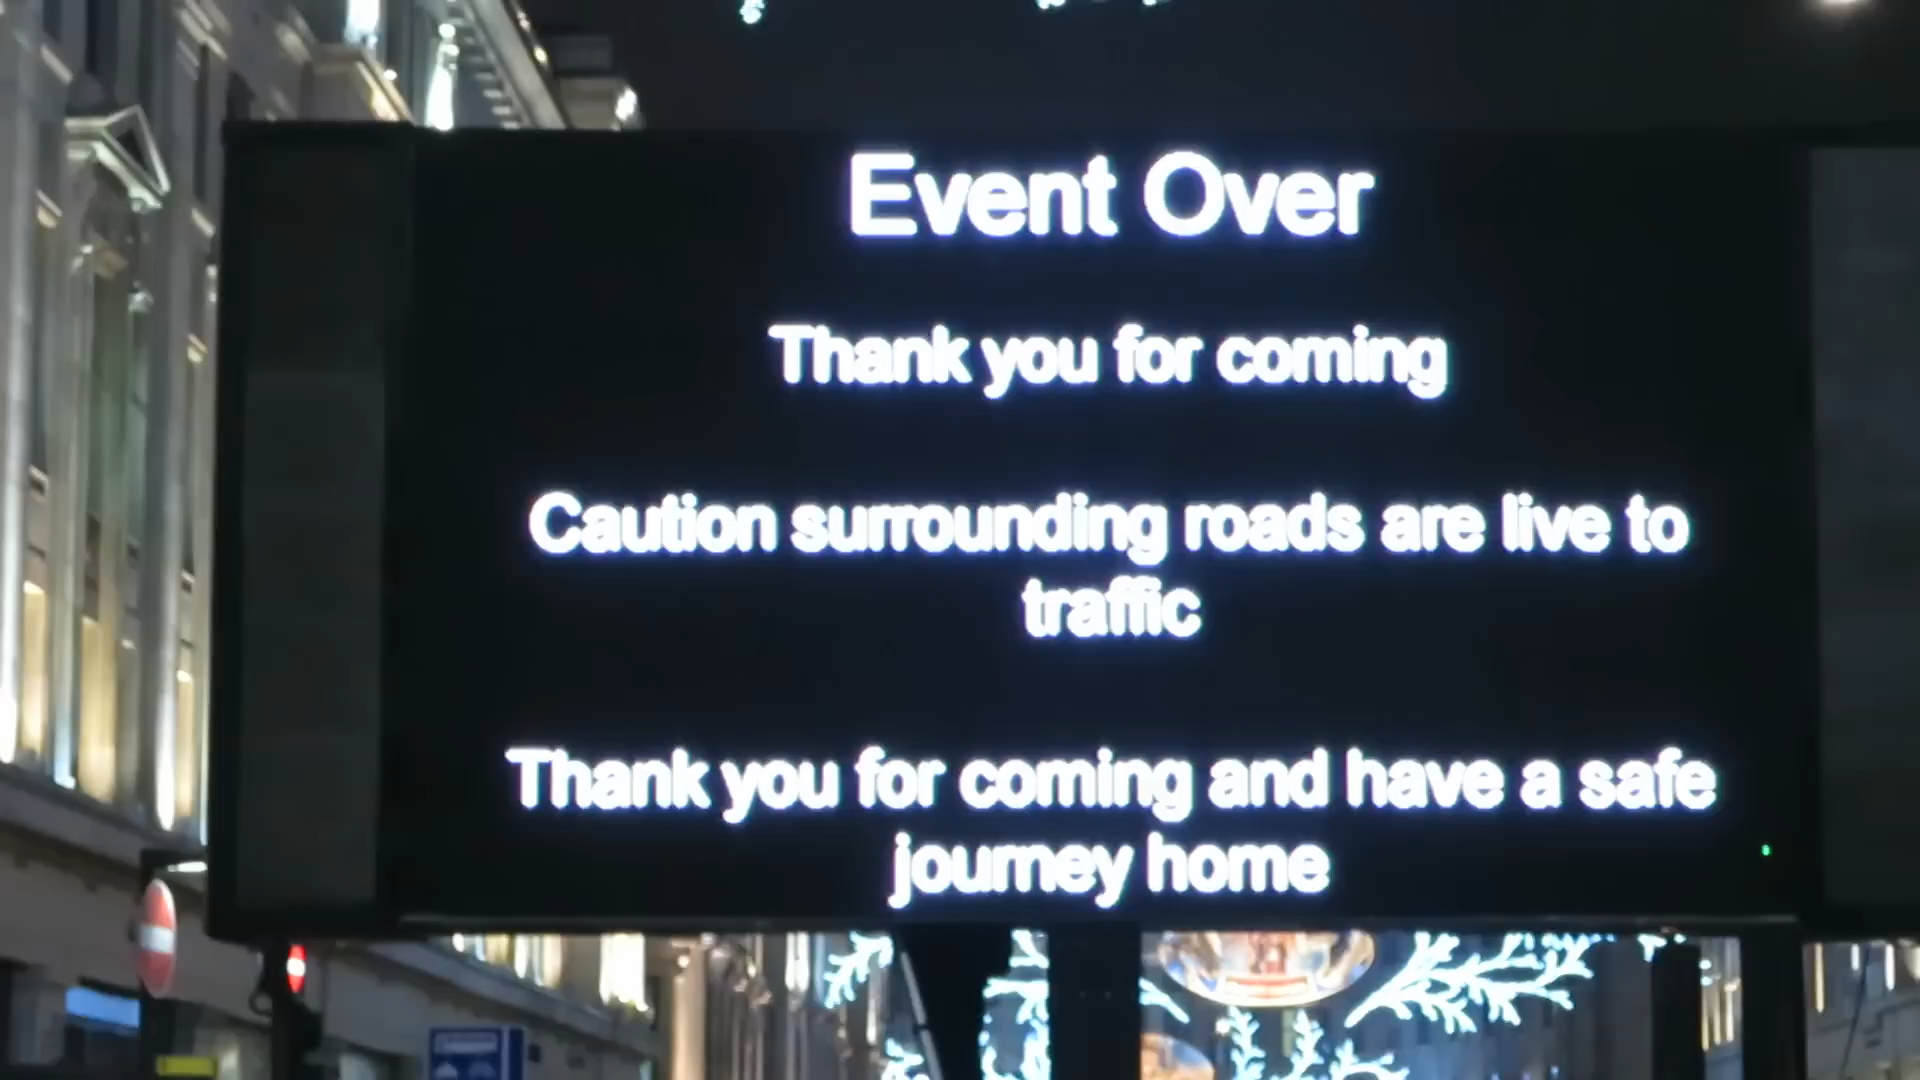 Event Over
Thank you for coming
Caution surrounding roads are live to
traffic
Thank you for coming and have a safe
journey home